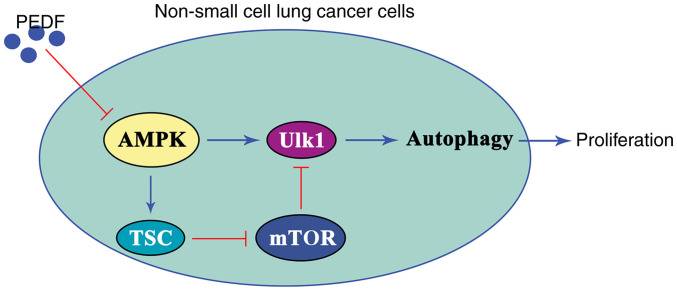 Non-small cell lung cancer cells
PEDF
AMPK
Ulk1
Autophagy
Proliferation
TSC
mTOR